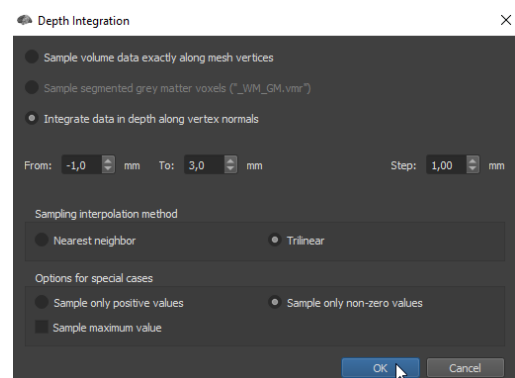 Depth Integration
Sample volume data exactly along mesh vertices
Sample segmented grey matter voxels ("_WM_GM.vmr")
Integrate data in depth along vertex normals
From: -1,0 mm To: 3,0 mm Step: 1,00 mm
Sampling interpolation method
Nearest neighbor Trilinear
Options for special cases
Sample only positive values Sample only non-zero values
Sample maximum value
OK Cancel